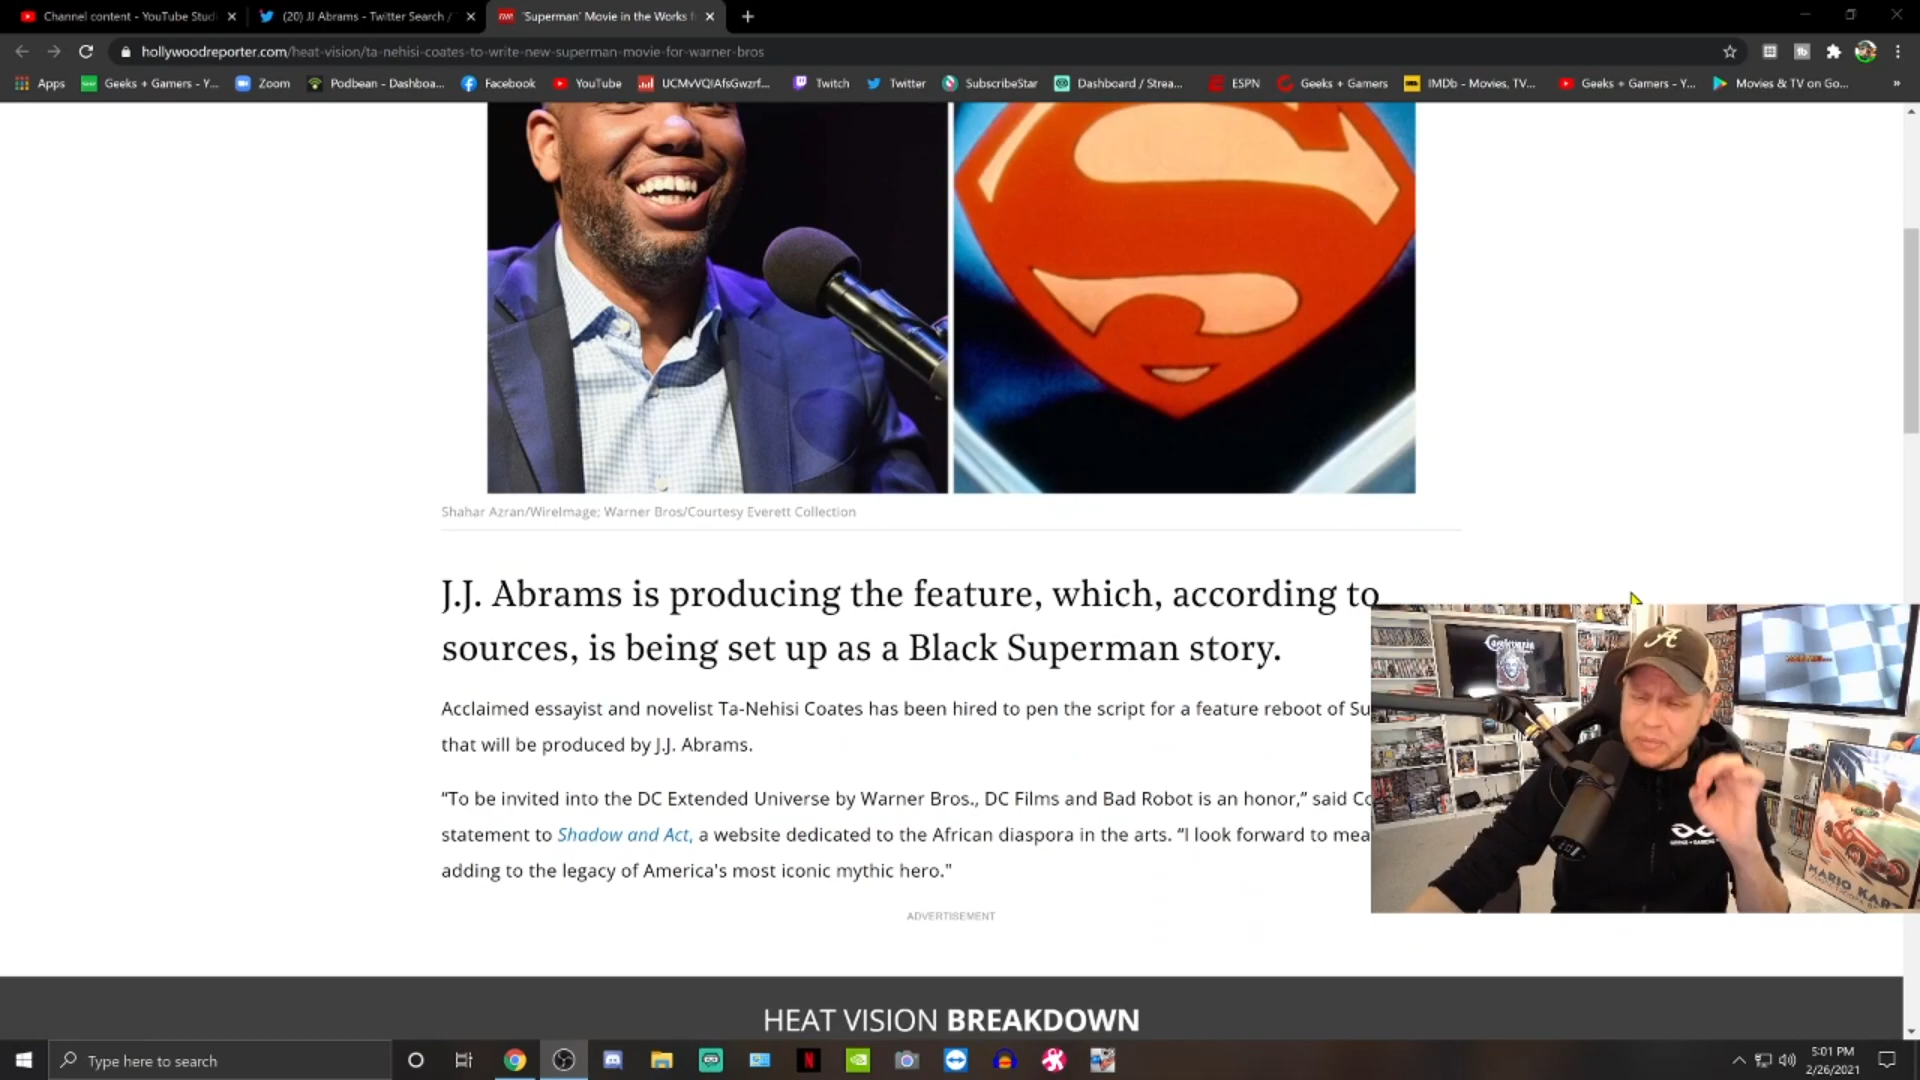 Channel content - YouTube Studi
(20) JJ Abrams - Twitter Search /
'Superman' Movie in the Works f
hollywoodreporter.com/heat-vision/ta-nehisi-coates-to-write-new-superman-movie-for-warner-bros
Apps
Geeks + Gamers - Y...
Zoom
Podbean - Dashboa...
Facebook
YouTube
Twitch
Twitter
SubscribeStar
Dashboard / Strea...
ESPN
Geeks + Gamers
IMDb - Movies, TV...
Geeks + Gamers - Y...
Movies & TV on Go...
»
Shahar Azran/WireImage; Warner Bros/Courtesy Everett Collection
J.J. Abrams is producing the feature, which, according to
sources, is being set up as a Black Superman story.
Acclaimed essayist and novelist Ta-Nehisi Coates has been hired to pen the script for a feature reboot of Su
that will be produced by J.J. Abrams.
“To be invited into the DC Extended Universe by Warner Bros., DC Films and Bad Robot is an honor,” said Co
statement to Shadow and Act, a website dedicated to the African diaspora in the arts. “I look forward to mea
adding to the legacy of America's most iconic mythic hero."
ADVERTISEMENT
Castlevania
MARIO KART
HEAT VISION BREAKDOWN
Type here to search
5:01 PM
2/26/2021